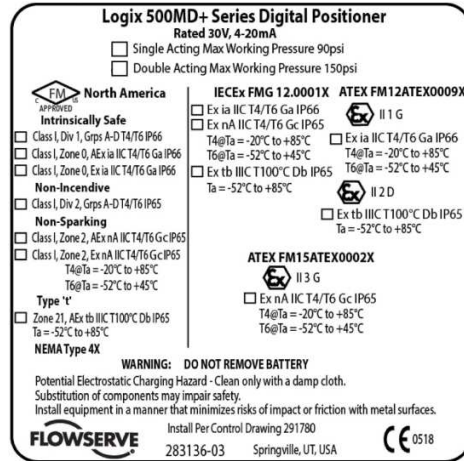 Logix 500MD+ Series Digital Positioner
Rated 30V, 4-20mA
Single Acting Max Working Pressure 90psi
Double Acting Max Working Pressure 150psi
FM
C US
APPROVED
North America
Intrinsically Safe
Class I, Div 1, Grps A-D T4/T6 IP66
Class I, Zone 0, AEx ia IIC T4/T6 Ga IP66
Class I, Zone 0, Ex ia IIC T4/T6 Ga IP66
Non-Incendive
Class I, Div 2, Grps A-D T4/T6 IP65
Non-Sparking
Class I, Zone 2, AEx nA IIC T4/T6 Gc IP65
Class I, Zone 2, Ex nA IIC T4/T6 Gc IP65
T4@Ta = -20°C to +85°C
T6@Ta = -52°C to +45°C
Type 't'
Zone 21, AEx tb IIIC T100°C Db IP65
Ta = -52°C to +85°C
NEMA Type 4X
IECEx FMG 12.0001X
Ex ia IIC T4/T6 Ga IP66
Ex nA IIC T4/T6 Gc IP65
T4@Ta = -20°C to +85°C
T6@Ta = -52°C to +45°C
Ex tb IIIC T100°C Db IP65
Ta = -52°C to +85°C
ATEX FM12ATEX0009X
Ex II 1 G
Ex ia IIC T4/T6 Ga IP66
T4@Ta = -20°C to +85°C
T6@Ta = -52°C to +45°C
Ex II 2 D
Ex tb IIIC T100°C Db IP65
Ta = -52°C to +85°C
ATEX FM15ATEX0002X
Ex II 3 G
Ex nA IIC T4/T6 Gc IP65
T4@Ta = -20°C to +85°C
T6@Ta = -52°C to +45°C
WARNING: DO NOT REMOVE BATTERY
Potential Electrostatic Charging Hazard - Clean only with a damp cloth.
Substitution of components may impair safety.
Install equipment in a manner that minimizes risks of impact or friction with metal surfaces.
FLOWSERVE
Install Per Control Drawing 291780
283136-03 Springville, UT, USA
CE 0518